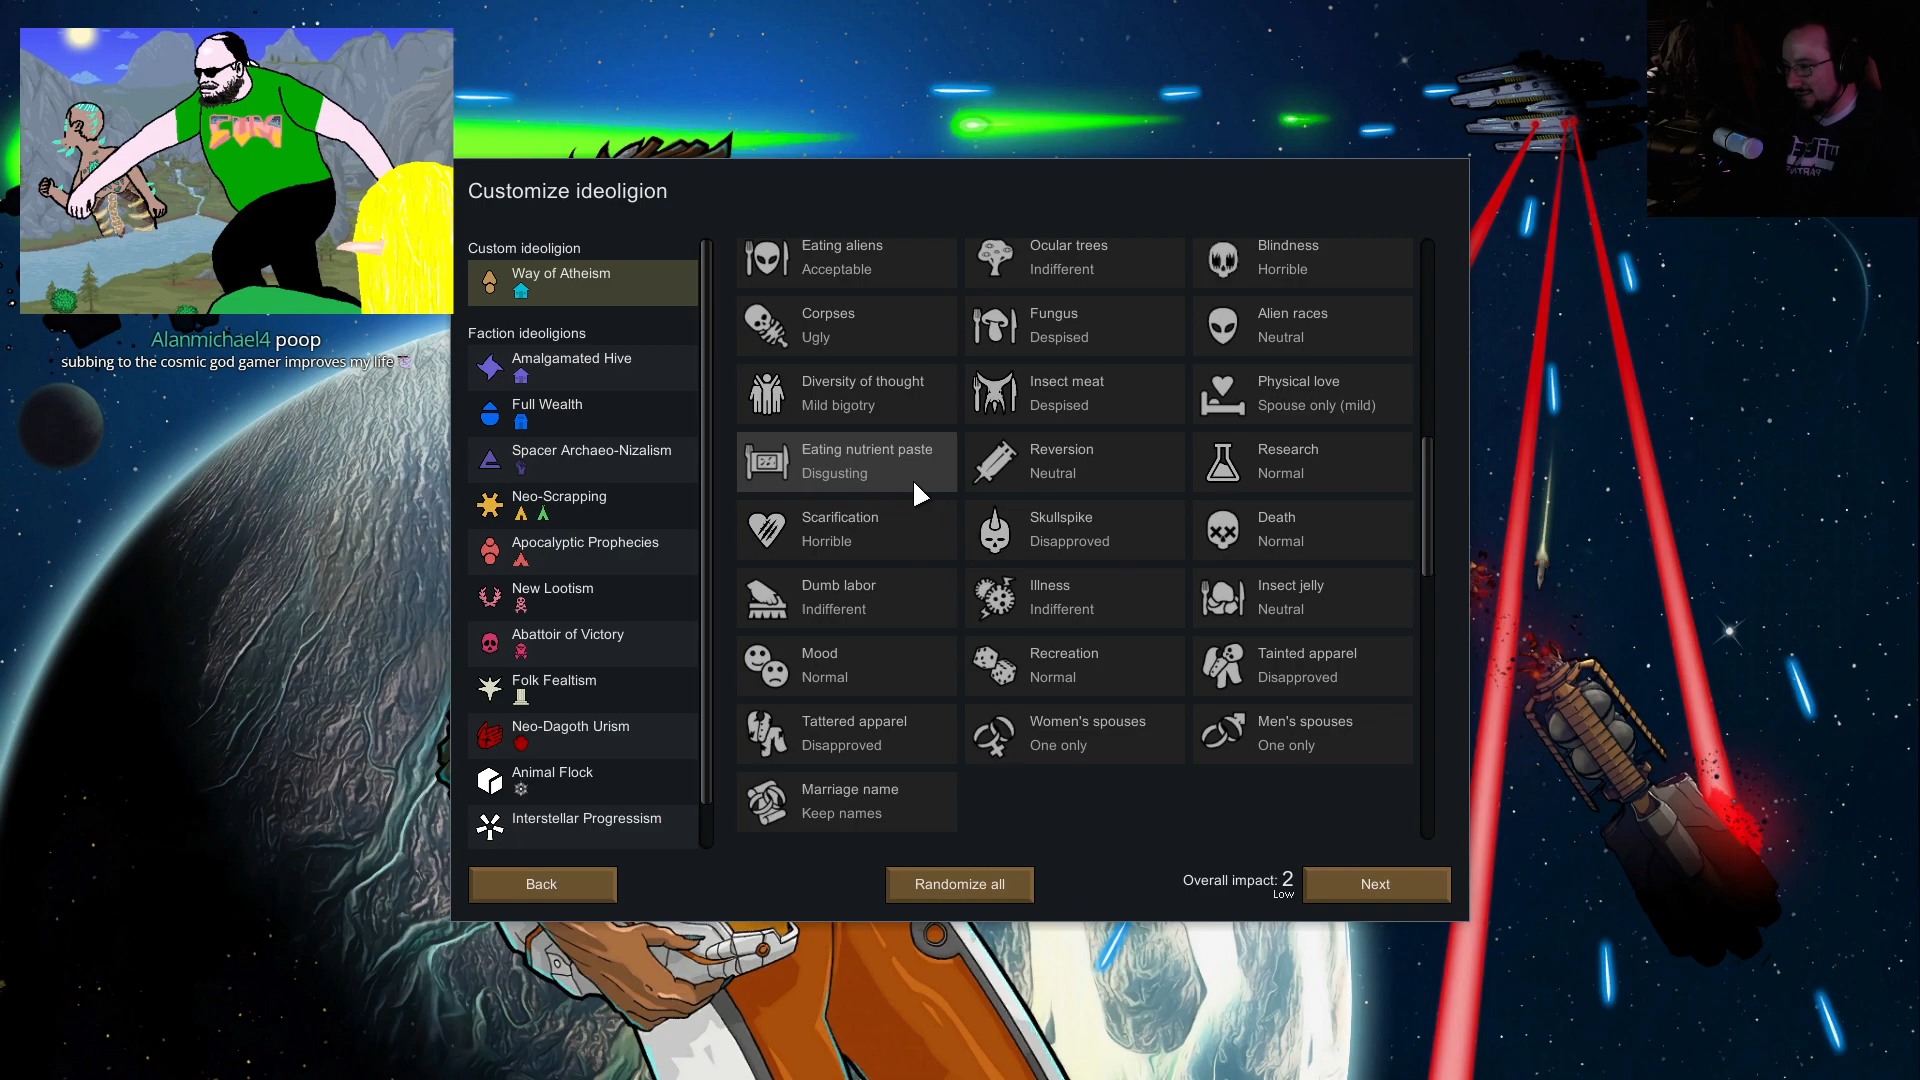 EUM
Alanmichael4 poop
subbing to the cosmic god gamer improves my life
Customize ideoligion
Custom ideoligion
Way of Atheism
Faction ideoligions
Amalgamated Hive
Full Wealth
Spacer Archaeo-Nizalism
Neo-Scrapping
Apocalyptic Prophecies
New Lootism
Abattoir of Victory
Folk Fealtism
Neo-Dagoth Urism
Animal Flock
Interstellar Progressism
Eating aliens
Acceptable
Ocular trees
Indifferent
Blindness
Horrible
Corpses
Ugly
Fungus
Despised
Alien races
Neutral
Diversity of thought
Mild bigotry
Insect meat
Despised
Physical love
Spouse only (mild)
Eating nutrient paste
Disgusting
Reversion
Neutral
Research
Normal
Scarification
Horrible
Skullspike
Disapproved
Death
Normal
Dumb labor
Indifferent
Illness
Indifferent
Insect jelly
Neutral
Mood
Normal
Recreation
Normal
Tainted apparel
Disapproved
Tattered apparel
Disapproved
Women's spouses
One only
Men's spouses
One only
Marriage name
Keep names
Back
Randomize all
Overall impact: 2
Low
Next